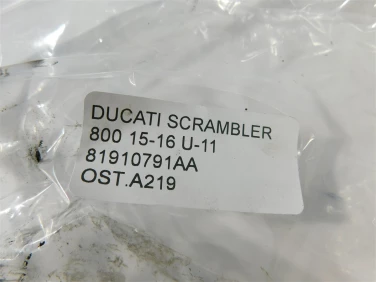 DUCATI SCRAMBLER
800 15-16 U-11
81910791AA
OST.A219